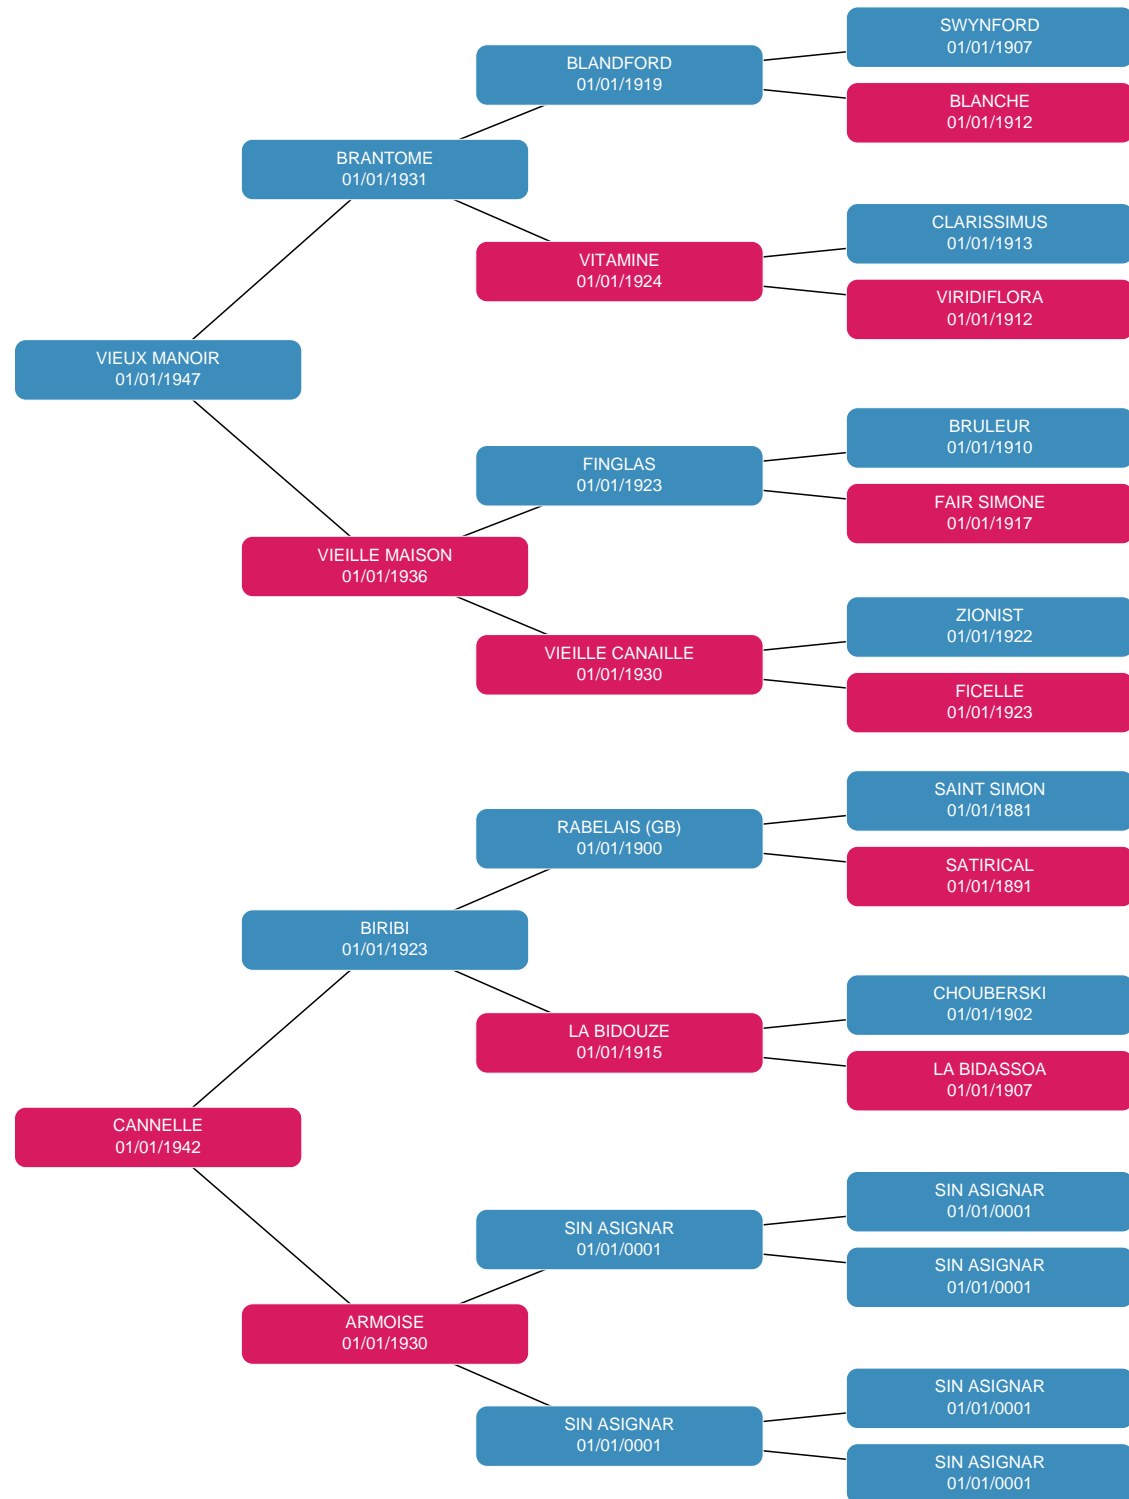 SWYNFORD
01/01/1907
BLANDFORD
01/01/1919
BLANCHE
01/01/1912
BRANTOME
01/01/1931
CLARISSIMUS
01/01/1913
VITAMINE
01/01/1924
VIRIDIFLORA
01/01/1912
VIEUX MANOIR
01/01/1947
BRULEUR
01/01/1910
FINGLAS
01/01/1923
FAIR SIMONE
01/01/1917
VIEILLE MAISON
01/01/1936
ZIONIST
01/01/1922
VIEILLE CANAILLE
01/01/1930
FICELLE
01/01/1923
SAINT SIMON
01/01/1881
RABELAIS (GB)
01/01/1900
SATIRICAL
01/01/1891
BIRIBI
01/01/1923
CHOUBERSKI
01/01/1902
LA BIDOUZE
01/01/1915
LA BIDASSOA
01/01/1907
CANNELLE
01/01/1942
SIN ASIGNAR
01/01/0001
SIN ASIGNAR
01/01/0001
SIN ASIGNAR
01/01/0001
ARMOISE
01/01/1930
SIN ASIGNAR
01/01/0001
SIN ASIGNAR
01/01/0001
SIN ASIGNAR
01/01/0001